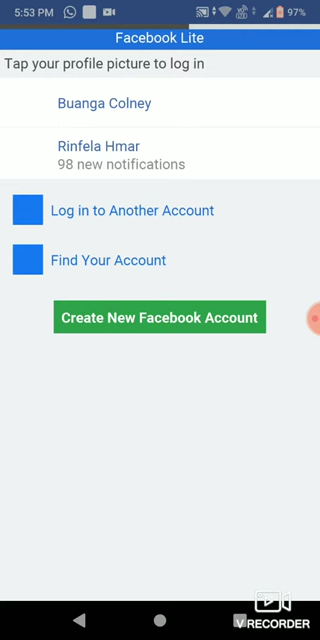 5:53 PM
97%
Facebook Lite
Tap your profile picture to log in
Buanga Colney
Rinfela Hmar
98 new notifications
Log in to Another Account
Find Your Account
Create New Facebook Account
V RECORDER